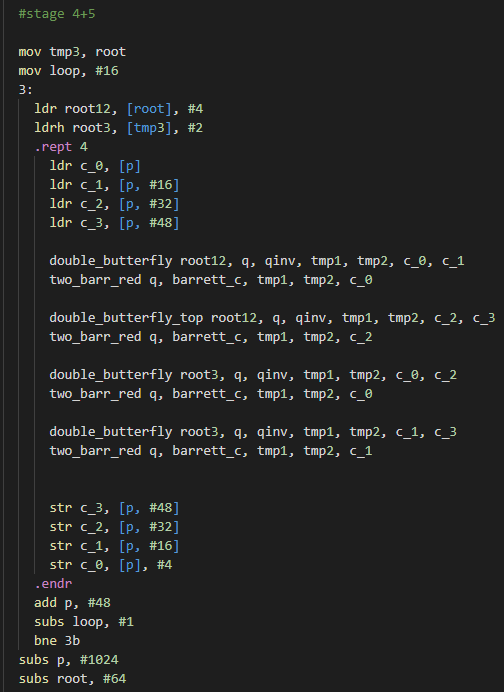 #stage 4+5
mov tmp3, root
mov loop, #16
3:
ldr root12, [root], #4
ldrh root3, [tmp3], #2
.rept 4
ldr c_0, [p]
ldr c_1, [p, #16]
ldr c_2, [p, #32]
ldr c_3, [p, #48]
double_butterfly root12, q, qinv, tmp1, tmp2, c_0, c_1
two_barr_red q, barrett_c, tmp1, tmp2, c_0
double_butterfly_top root12, q, qinv, tmp1, tmp2, c_2, c_3
two_barr_red q, barrett_c, tmp1, tmp2, c_2
double_butterfly root3, q, qinv, tmp1, tmp2, c_0, c_2
two_barr_red q, barrett_c, tmp1, tmp2, c_0
double_butterfly root3, q, qinv, tmp1, tmp2, c_1, c_3
two_barr_red q, barrett_c, tmp1, tmp2, c_1
str c_3, [p, #48]
str c_2, [p, #32]
str c_1, [p, #16]
str c_0, [p], #4
.endr
add p, #48
subs loop, #1
bne 3b
subs p, #1024
subs root, #64